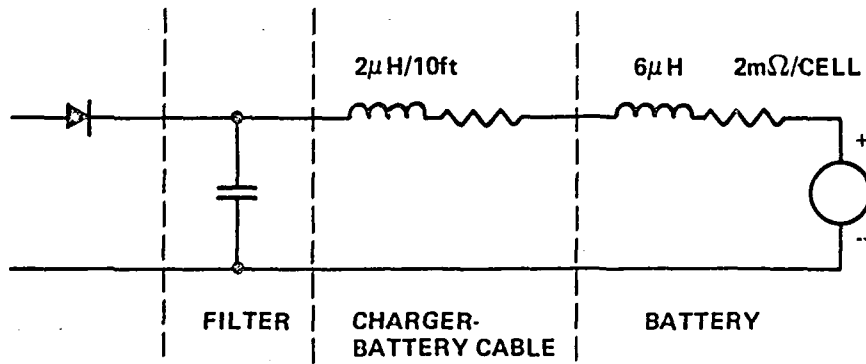 2μH/10ft
6μH
2mΩ/CELL
+
-
FILTER
CHARGER-
BATTERY CABLE
BATTERY